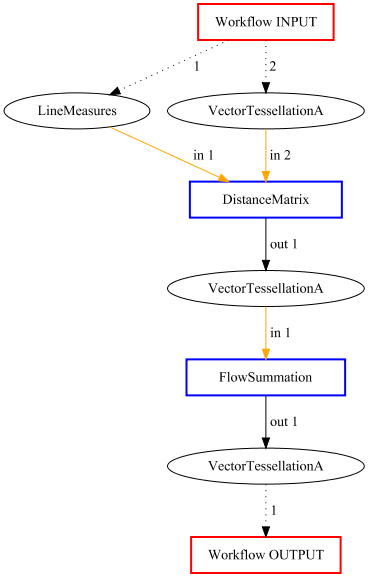 Workflow INPUT
1
2
LineMeasures
VectorTessellationA
in 1
in 2
DistanceMatrix
out 1
VectorTessellationA
in 1
FlowSummation
out 1
VectorTessellationA
1
Workflow OUTPUT